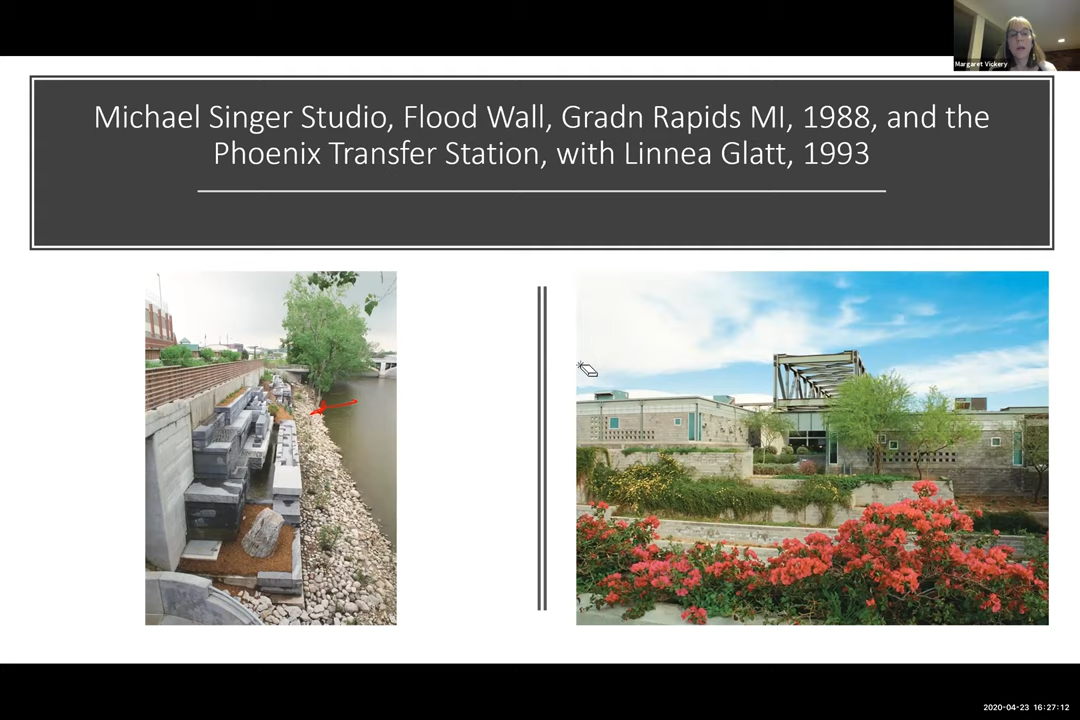 Margaret Vickery
Michael Singer Studio, Flood Wall, Gradn Rapids MI, 1988, and the
Phoenix Transfer Station, with Linnea Glatt, 1993
2020-04-23 16:27:12